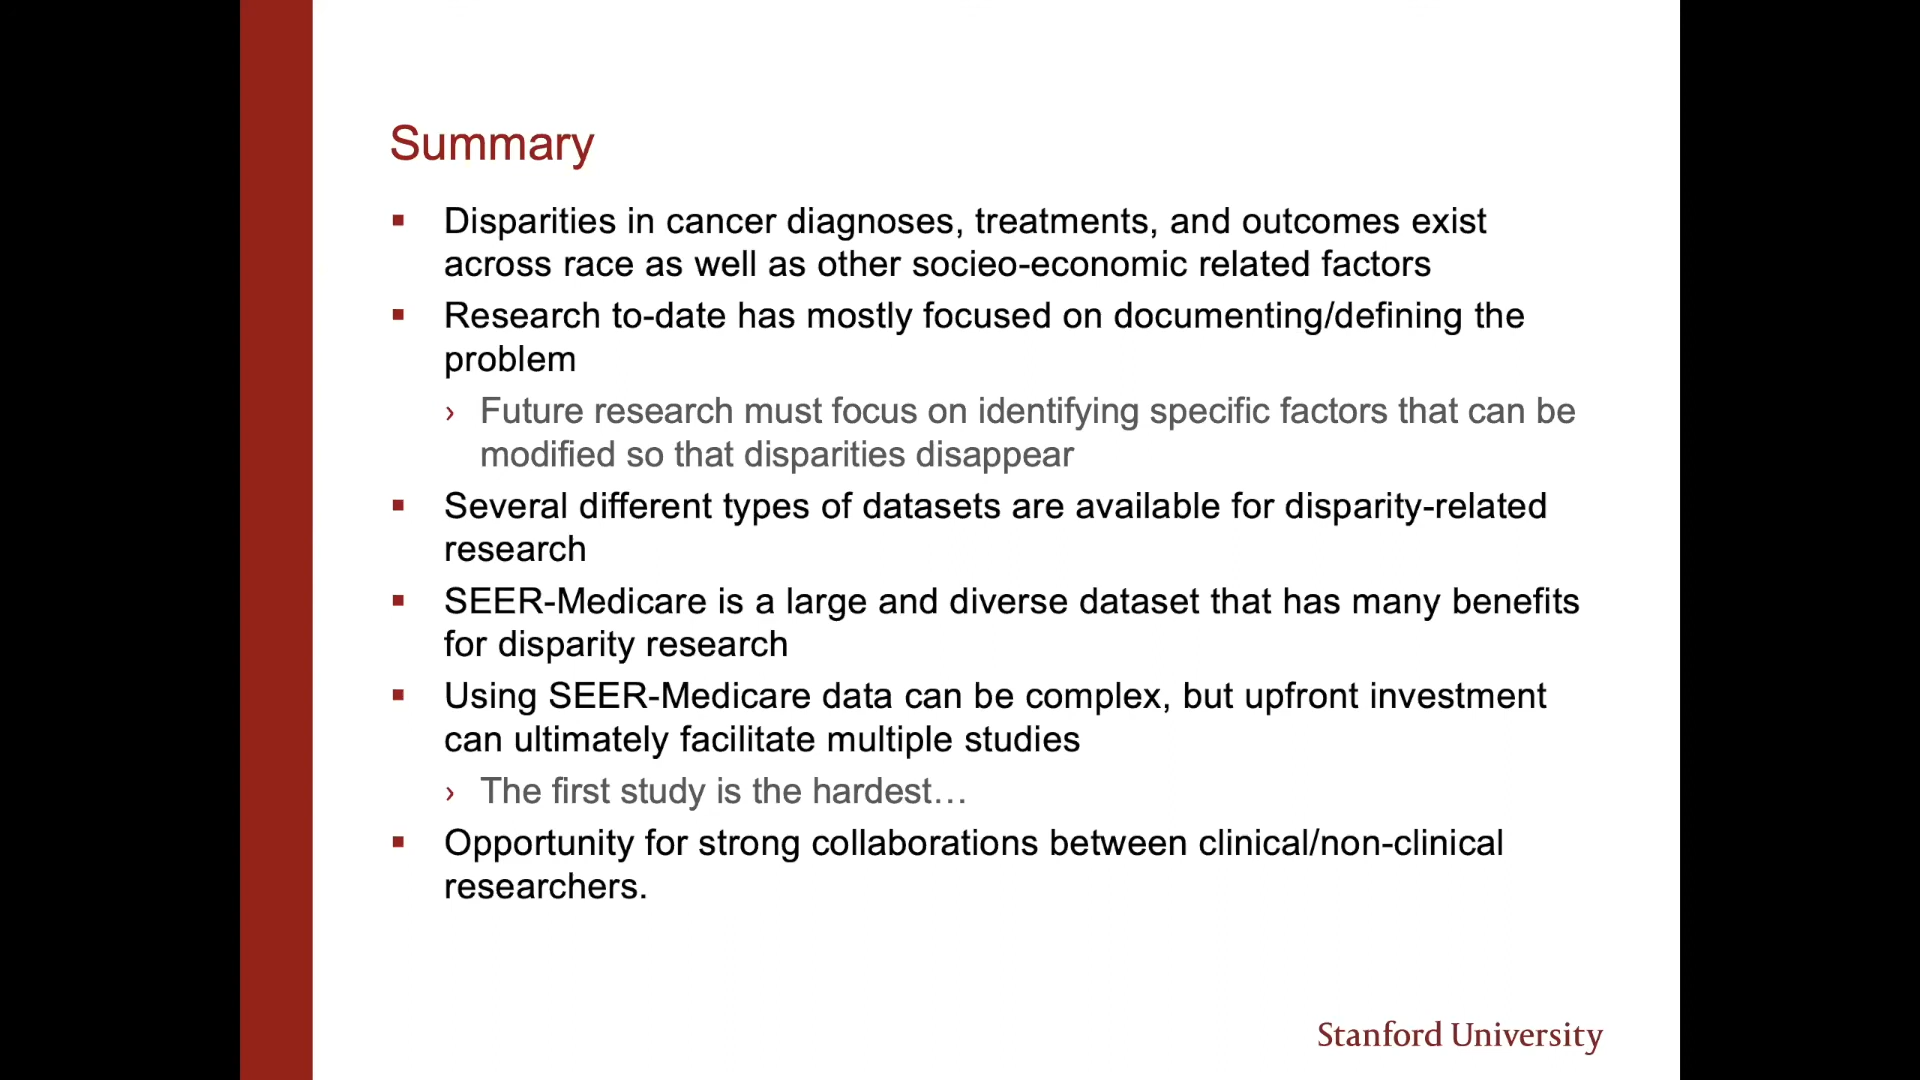 Summary
▪ Disparities in cancer diagnoses, treatments, and outcomes exist
across race as well as other socieo-economic related factors
▪ Research to-date has mostly focused on documenting/defining the
problem
› Future research must focus on identifying specific factors that can be
modified so that disparities disappear
▪ Several different types of datasets are available for disparity-related
research
▪ SEER-Medicare is a large and diverse dataset that has many benefits
for disparity research
▪ Using SEER-Medicare data can be complex, but upfront investment
can ultimately facilitate multiple studies
› The first study is the hardest…
▪ Opportunity for strong collaborations between clinical/non-clinical
researchers.
Stanford University